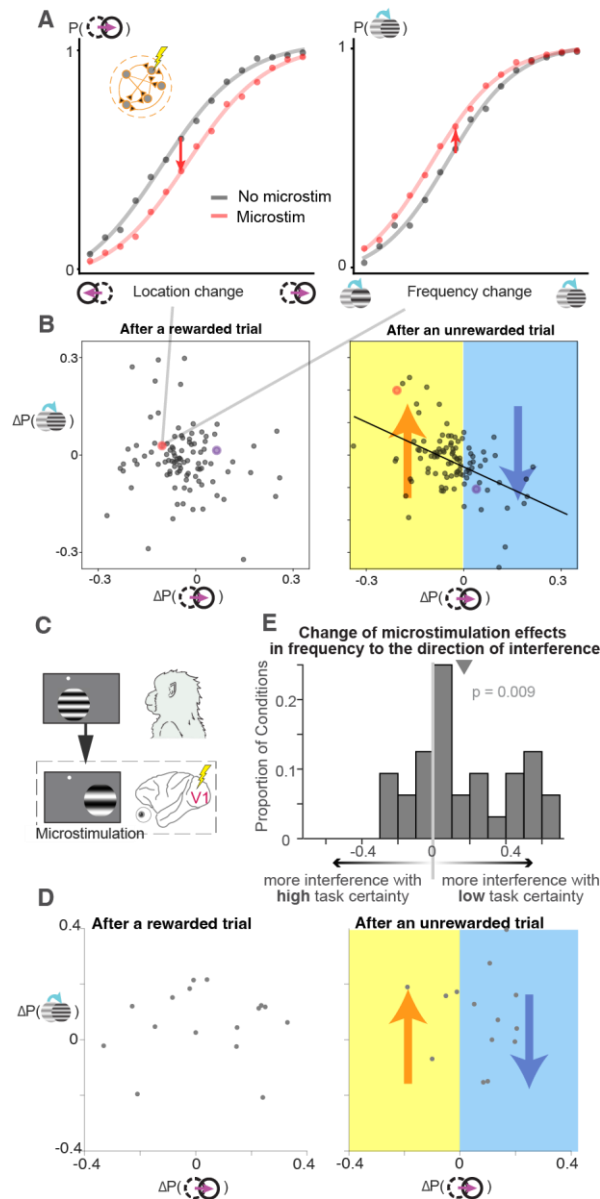 A
P( )
P( )
1
1
No microstim
Microstim
0
0
Location change
Frequency change
B
After a rewarded trial
After an unrewarded trial
0.3
ΔP( )
0
-0.3
-0.3
0
0.3
-0.3
0
0.3
ΔP( )
ΔP( )
C
E
Change of microstimulation effects
in frequency to the direction of interference
p = 0.009
Proportion of Conditions
0.2
0.1
0
-0.4
0
0.4
more interference with
high task certainty
more interference with
low task certainty
V1
Microstimulation
D
After a rewarded trial
After an unrewarded trial
0.4
ΔP( )
0
-0.4
-0.4
0
0.4
-0.4
0
0.4
ΔP( )
ΔP( )